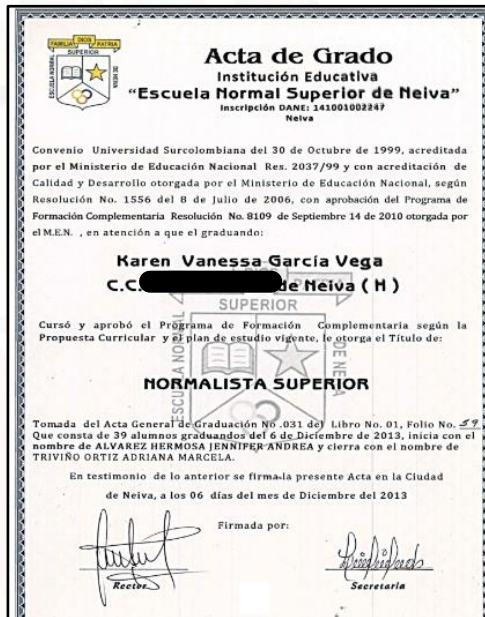 FAMILIA DIOS PATRIA
SUPERIOR
ESCUELA NORMAL
DE NEIVA
Acta de Grado
Institución Educativa
“Escuela Normal Superior de Neiva”
Inscripción DANE: 141001002247
Neiva
Convenio Universidad Surcolombiana del 30 de Octubre de 1999, acreditada
por el Ministerio de Educación Nacional Res. 2037/99 y con acreditación de
Calidad y Desarrollo otorgada por el Ministerio de Educación Nacional, según
Resolución No. 1556 del 8 de Julio de 2006, con aprobación del Programa de
Formación Complementaria Resolución No. 8109 de Septiembre 14 de 2010 otorgada por
el M.E.N. , en atención a que el graduando:
Karen Vanessa García Vega
C.C. de Neiva ( H )
SUPERIOR
Cursó y aprobó el Programa de Formación Complementaria según la
Propuesta Curricular y el plan de estudio vigente, le otorga el Título de:
NORMALISTA SUPERIOR
Tomada del Acta General de Graduación No .031 del Libro No. 01, Folio No. 59
Que consta de 39 alumnos graduandos del 6 de Diciembre de 2013, inicia con el
nombre de ALVAREZ HERMOSA JENNIFER ANDREA y cierra con el nombre de
TRIVIÑO ORTIZ ADRIANA MARCELA.
En testimonio de lo anterior se firma la presente Acta en la Ciudad
de Neiva, a los 06 días del mes de Diciembre del 2013
Firmada por:
Rector
Secretaria